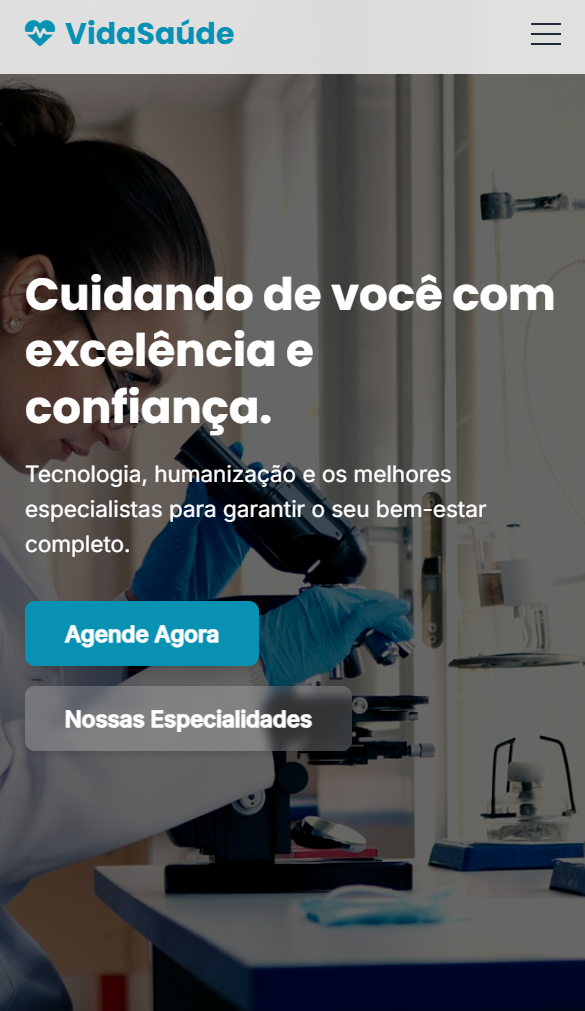 VidaSaúde
Cuidando de você com
excelência e
confiança.
Tecnologia, humanização e os melhores
especialistas para garantir o seu bem-estar
completo.
Agende Agora
Nossas Especialidades